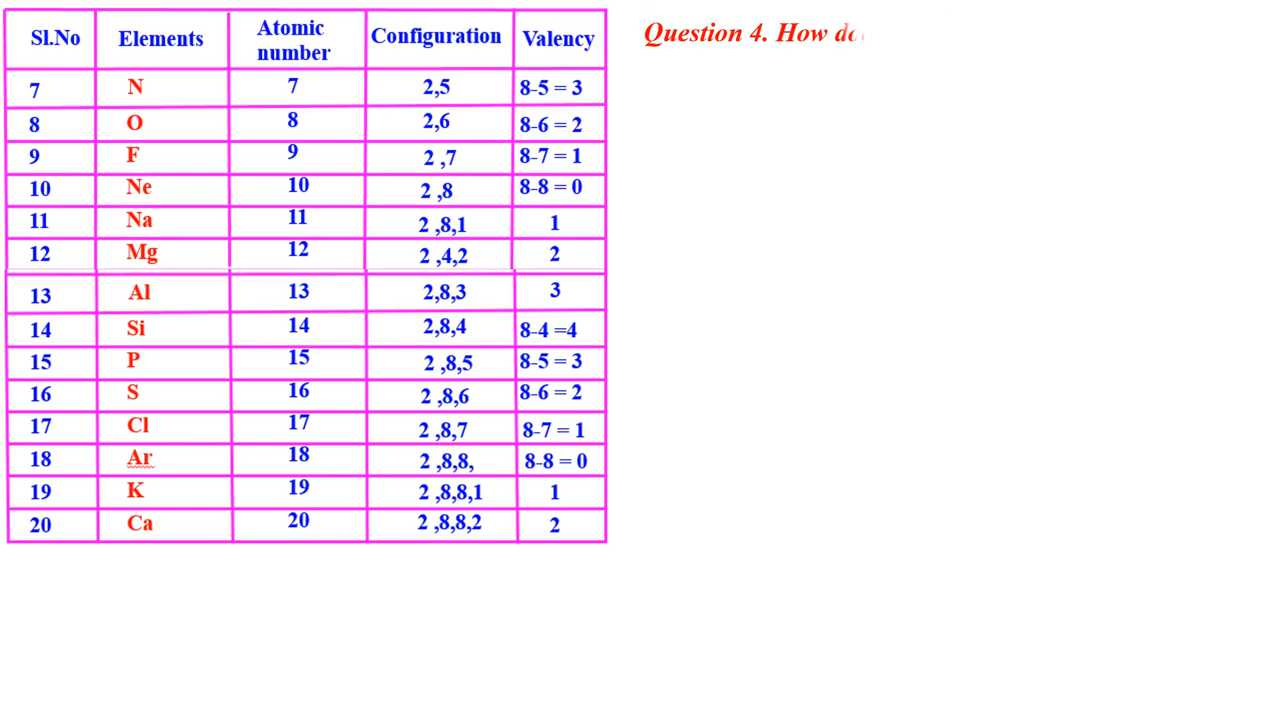 Sl.No Elements Atomic number Configuration Valency
7 N 7 2,5 8-5 = 3
8 O 8 2,6 8-6 = 2
9 F 9 2 ,7 8-7 = 1
10 Ne 10 2 ,8 8-8 = 0
11 Na 11 2 ,8,1 1
12 Mg 12 2 ,4,2 2
13 Al 13 2,8,3 3
14 Si 14 2,8,4 8-4 =4
15 P 15 2 ,8,5 8-5 = 3
16 S 16 2 ,8,6 8-6 = 2
17 Cl 17 2 ,8,7 8-7 = 1
18 Ar 18 2 ,8,8, 8-8 = 0
19 K 19 2 ,8,8,1 1
20 Ca 20 2 ,8,8,2 2
Question 4. How